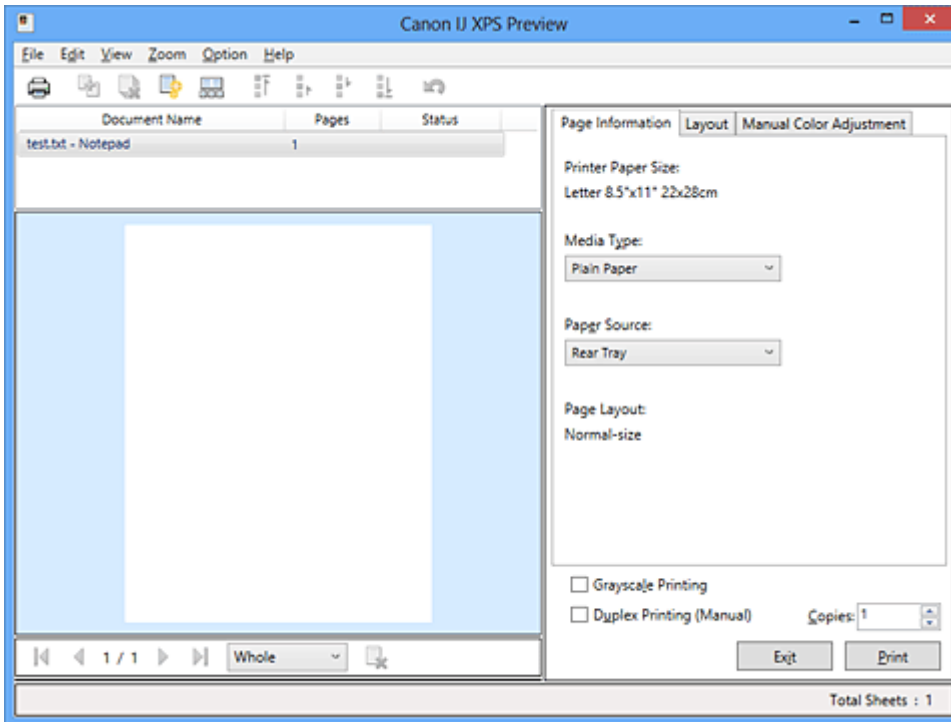 Canon IJ XPS Preview
File Edit View Zoom Option Help
Document Name Pages Status
test.txt - Notepad 1
Page Information Layout Manual Color Adjustment
Printer Paper Size:
Letter 8.5"x11" 22x28cm
Media Type:
Plain Paper
Paper Source:
Rear Tray
Page Layout:
Normal-size
Grayscale Printing
Duplex Printing (Manual) Copies: 1
1 / 1 Whole
Exit Print
Total Sheets : 1